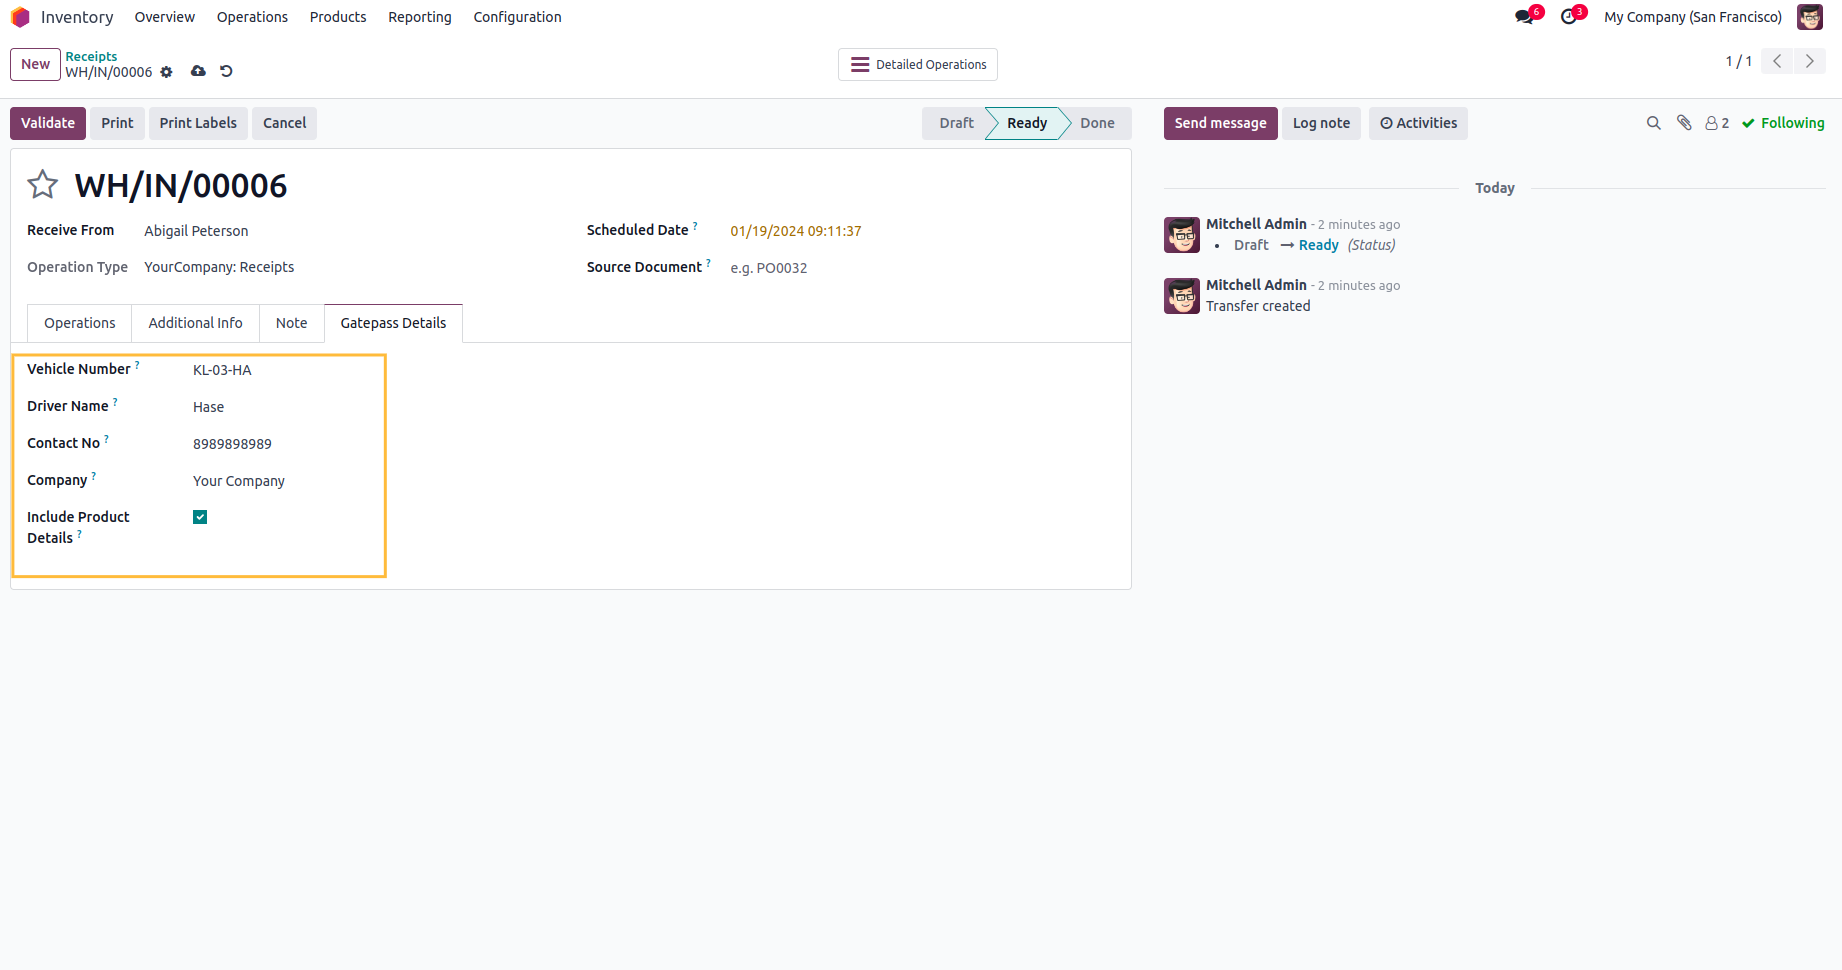 Inventory Overview Operations Products Reporting Configuration 6 3 My Company (San Francisco)
New Receipts
WH/IN/00006
Detailed Operations
1 / 1
Validate Print Print Labels Cancel Draft Ready Done Send message Log note Activities 2 Following
WH/IN/00006
Receive From Abigail Peterson Scheduled Date ? 01/19/2024 09:11:37
Operation Type YourCompany: Receipts Source Document ? e.g. PO0032
Operations Additional Info Note Gatepass Details
Vehicle Number ? KL-03-HA
Driver Name ? Hase
Contact No ? 8989898989
Company ? Your Company
Include Product
Details ?
Today
Mitchell Admin - 2 minutes ago
• Draft → Ready (Status)
Mitchell Admin - 2 minutes ago
Transfer created